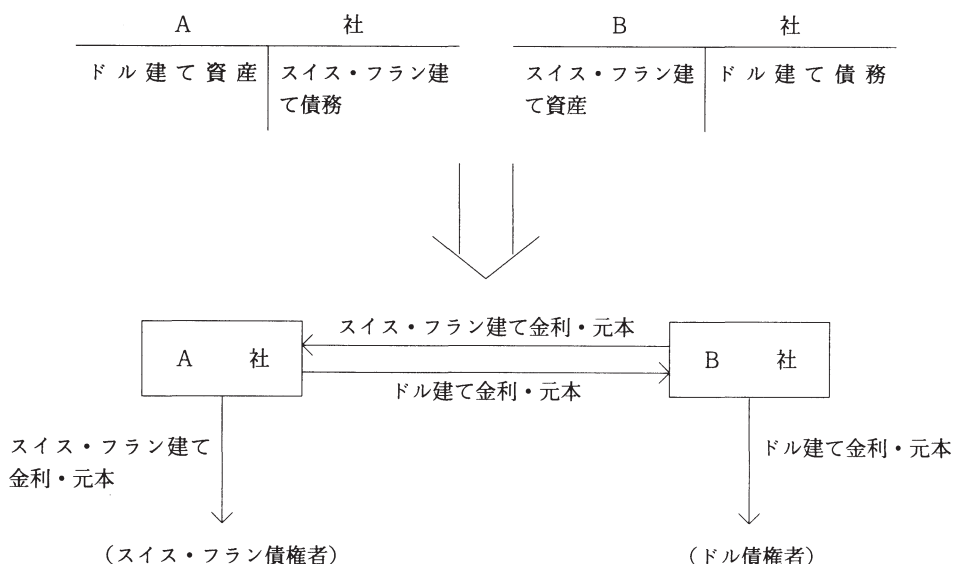 A 社
B 社
ドル建て資産
スイス・フラン建
て債務
スイス・フラン建
て資産
ドル建て債務
スイス・フラン建て金利・元本
A 社
B 社
ドル建て金利・元本
スイス・フラン建て
金利・元本
ドル建て金利・元本
（スイス・フラン債権者）
（ドル債権者）